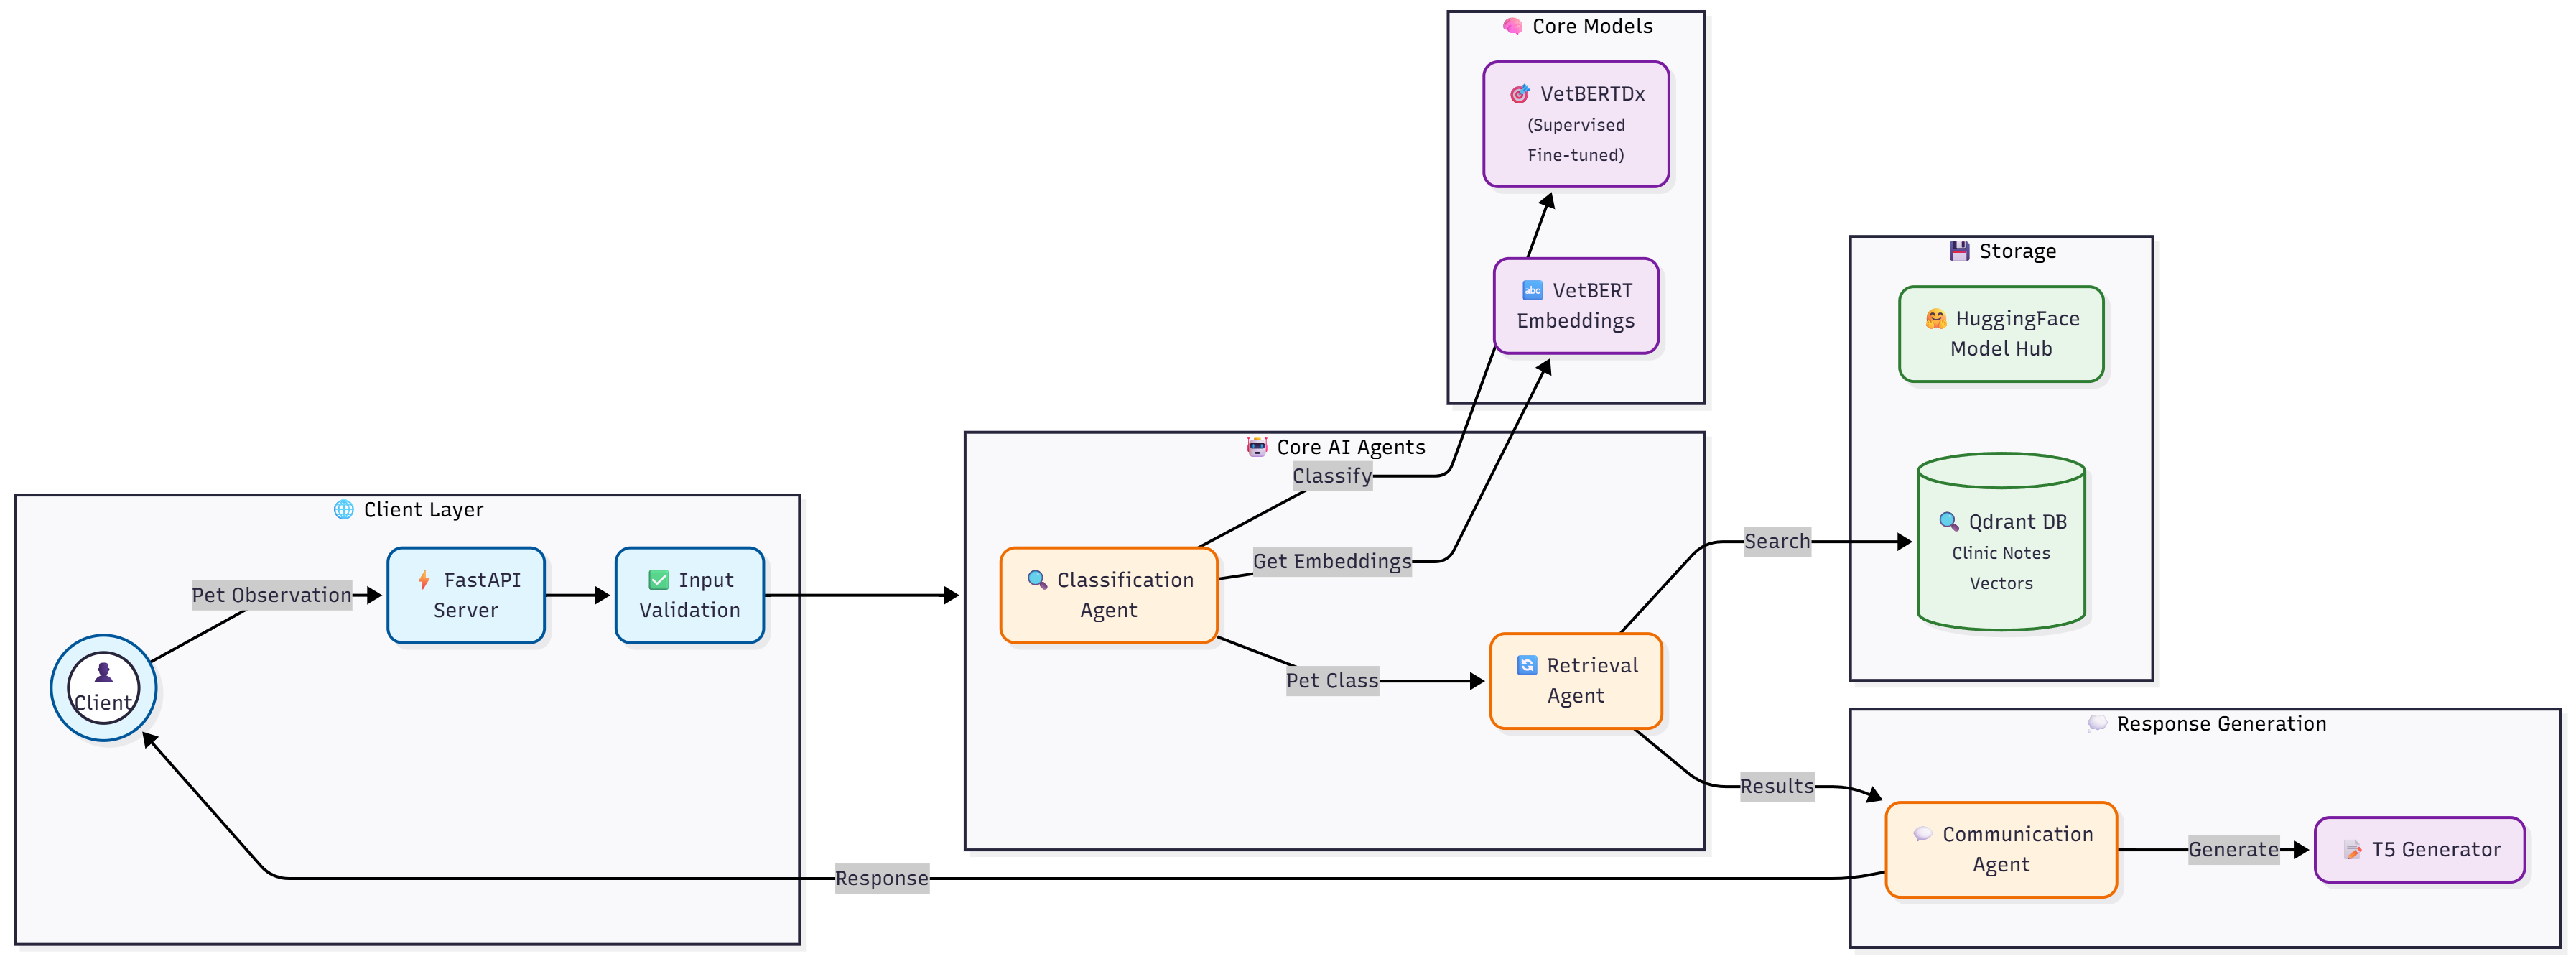 Core Models
VetBERTDx
(Supervised
Fine-tuned)
abc VetBERT
Embeddings
Storage
HuggingFace
Model Hub
Qdrant DB
Clinic Notes
Vectors
Search
Core AI Agents
Classify
Get Embeddings
Classification
Agent
Pet Class
Retrieval
Agent
Client Layer
Pet Observation
FastAPI
Server
Input
Validation
Client
Response
Results
Response Generation
Communication
Agent
Generate
T5 Generator